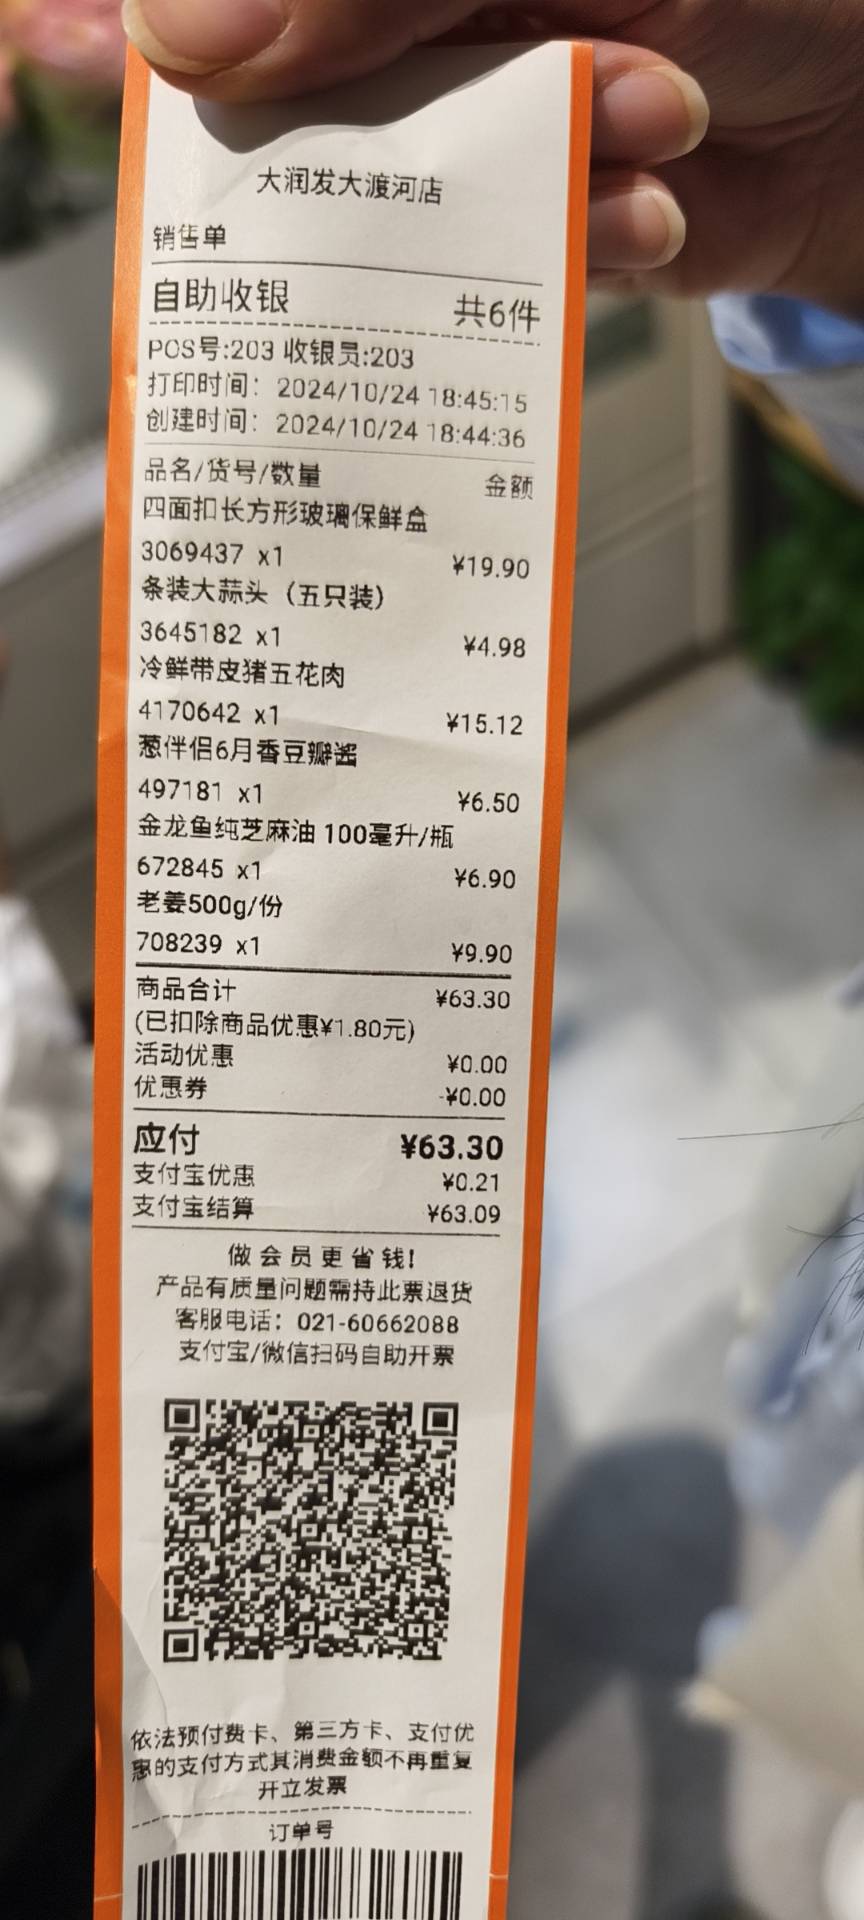 大润发大渡河店
销售单
自助收银 共6件
POS号:203 收银员:203
打印时间：2024/10/24 18:45:15
创建时间：2024/10/24 18:44:36
品名/货号/数量 金额
四面扣长方形玻璃保鲜盒
3069437 x1 ¥19.90
条装大蒜头（五只装）
3645182 x1 ¥4.98
冷鲜带皮猪五花肉
4170642 x1 ¥15.12
葱伴侣6月香豆瓣酱
497181 x1 ¥6.50
金龙鱼纯芝麻油 100毫升/瓶
672845 x1 ¥6.90
老姜500g/份
708239 x1 ¥9.90
商品合计 ¥63.30
(已扣除商品优惠¥1.80元)
活动优惠 ¥0.00
优惠券 -¥0.00
应付 ¥63.30
支付宝优惠 ¥0.21
支付宝结算 ¥63.09
做会员更省钱!
产品有质量问题需持此票退货
客服电话：021-60662088
支付宝/微信扫码自助开票
依法预付费卡、第三方卡、支付优
惠的支付方式其消费金额不再重复
开立发票
订单号